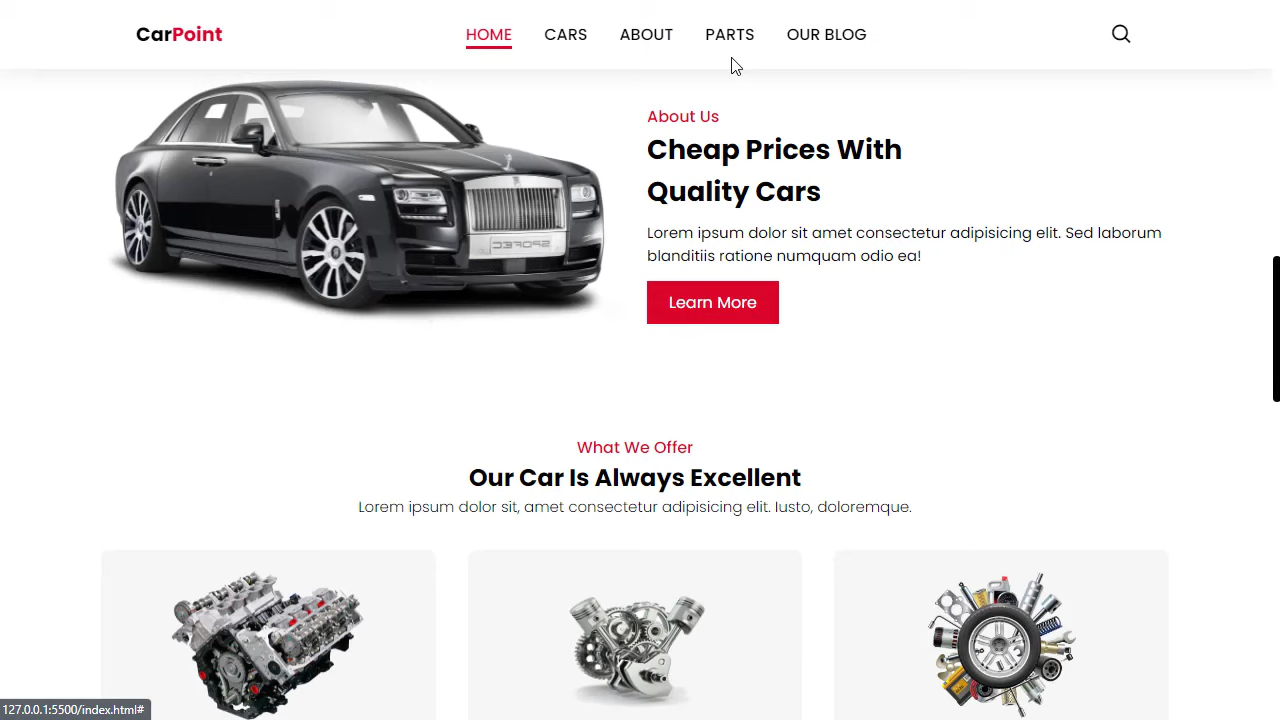 CarPoint
HOME CARS ABOUT PARTS OUR BLOG
About Us
Cheap Prices With
Quality Cars
Lorem ipsum dolor sit amet consectetur adipisicing elit. Sed laborum
blanditiis ratione numquam odio ea!
Learn More
What We Offer
Our Car Is Always Excellent
Lorem ipsum dolor sit, amet consectetur adipisicing elit. Iusto, doloremque.
127.0.0.1:5500/index.html#